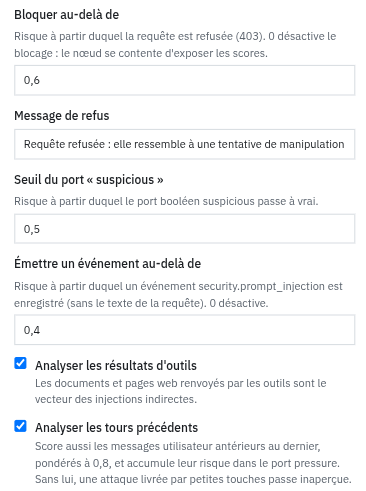 Bloquer au-delà de
Risque à partir duquel la requête est refusée (403). 0 désactive le
blocage : le nœud se contente d'exposer les scores.
0,6
Message de refus
Requête refusée : elle ressemble à une tentative de manipulation
Seuil du port « suspicious »
Risque à partir duquel le port booléen suspicious passe à vrai.
0,5
Émettre un événement au-delà de
Risque à partir duquel un événement security.prompt_injection est
enregistré (sans le texte de la requête). 0 désactive.
0,4
Analyser les résultats d'outils
Les documents et pages web renvoyés par les outils sont le
vecteur des injections indirectes.
Analyser les tours précédents
Score aussi les messages utilisateur antérieurs au dernier,
pondérés à 0,8, et accumule leur risque dans le port pressure.
Sans lui, une attaque livrée par petites touches passe inaperçue.